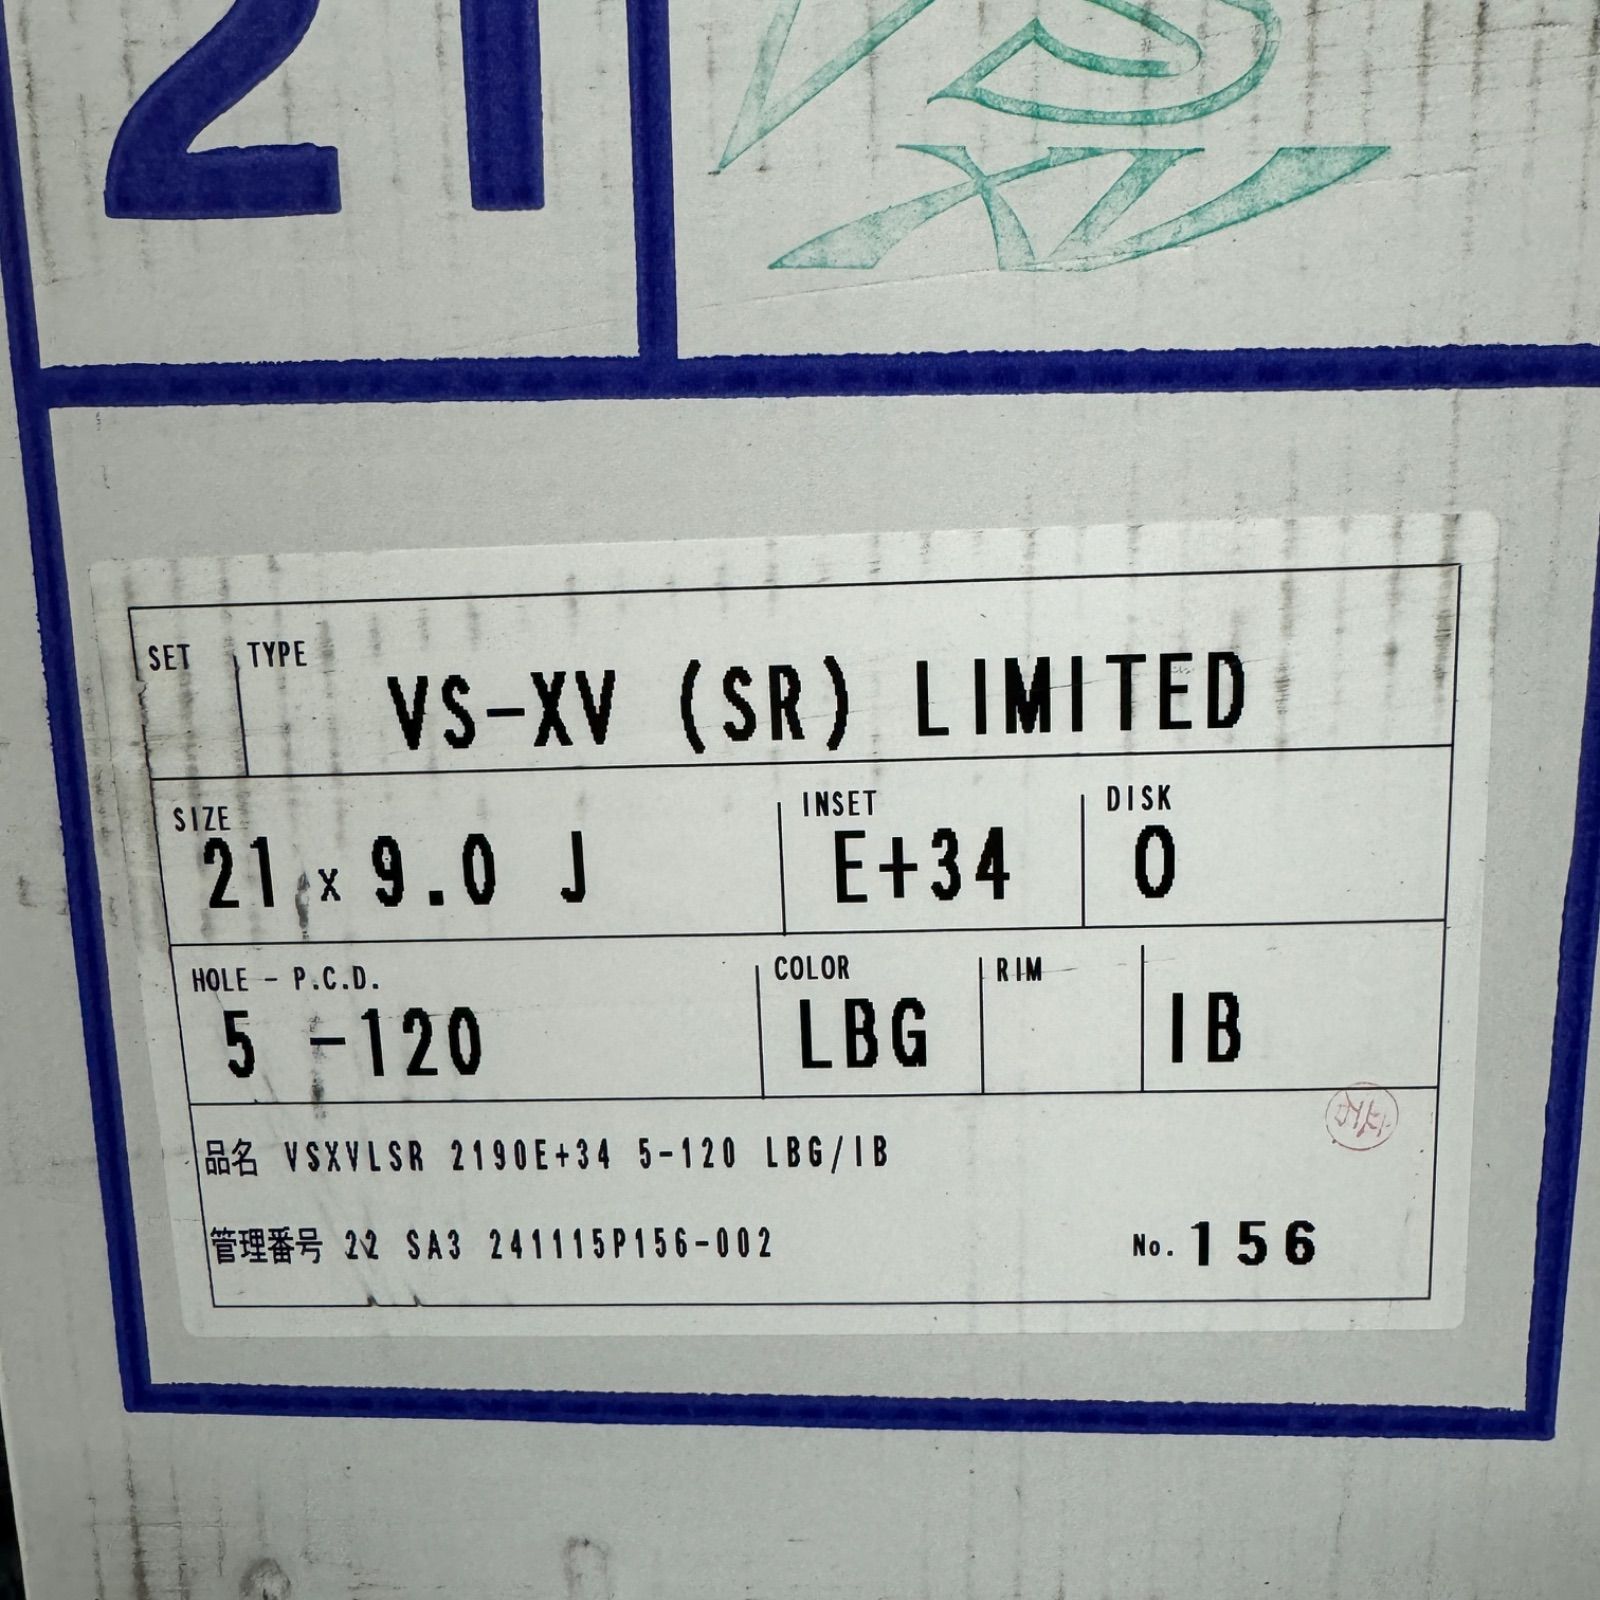 21
VS
XV
SET TYPE
VS-XV (SR) LIMITED
SIZE INSET DISK
21 x 9.0 J E+34 O
HOLE - P.C.D. COLOR RIM
5 -120 LBG IB
品名 VSXVLSR 2190E+34 5-120 LBG/IB
管理番号 22 SA3 241115P156-002 No. 156